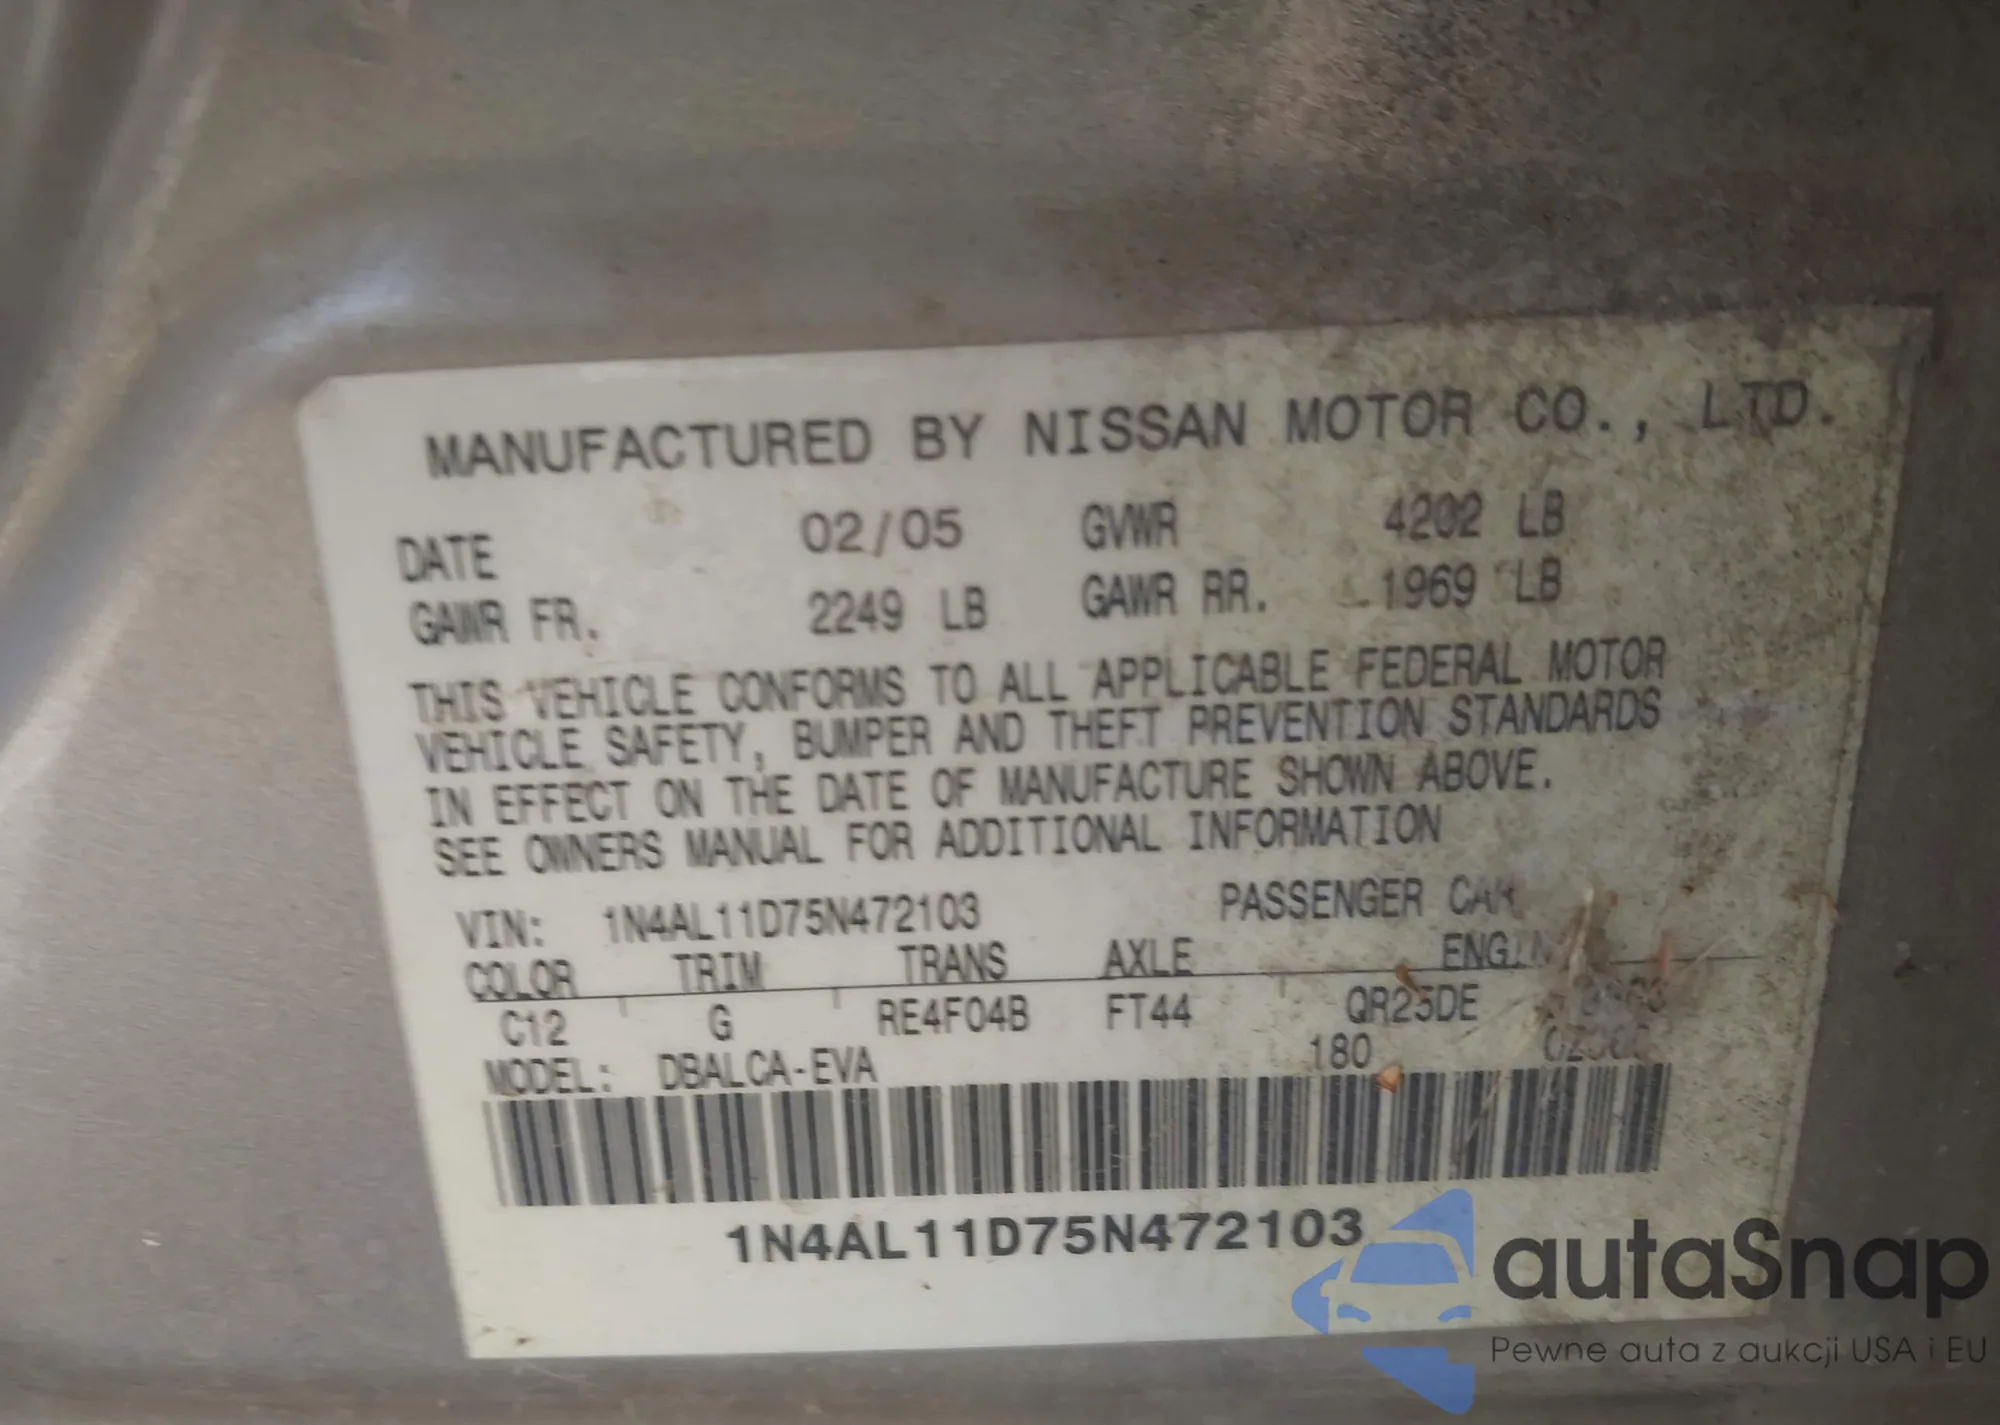 MANUFACTURED BY NISSAN MOTOR CO., LTD.
DATE 02/05 GVWR 4202 LB
GAWR FR. 2249 LB GAWR RR. 1969 LB
THIS VEHICLE CONFORMS TO ALL APPLICABLE FEDERAL MOTOR
VEHICLE SAFETY, BUMPER AND THEFT PREVENTION STANDARDS
IN EFFECT ON THE DATE OF MANUFACTURE SHOWN ABOVE.
SEE OWNERS MANUAL FOR ADDITIONAL INFORMATION
VIN: 1N4AL11D75N472103 PASSENGER CAR
COLOR TRIM TRANS AXLE
C12 G RE4F04B FT44 QR25DE
MODEL: DBALCA-EVA 180
1N4AL11D75N472103
autaSnap
Pewne auta z aukcji USA i EU